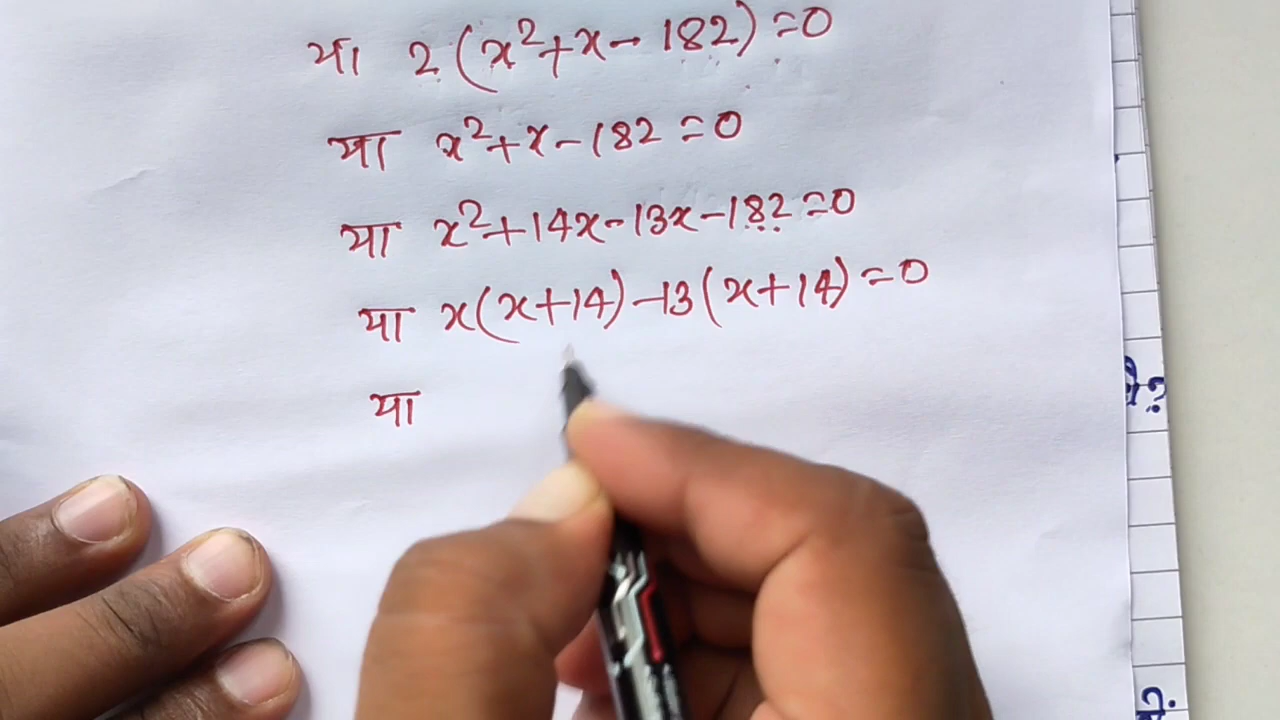 या 2(x²+x-182)=0
या x²+x-182=0
या x²+14x-13x-182=0
या x(x+14)-13(x+14)=0
या